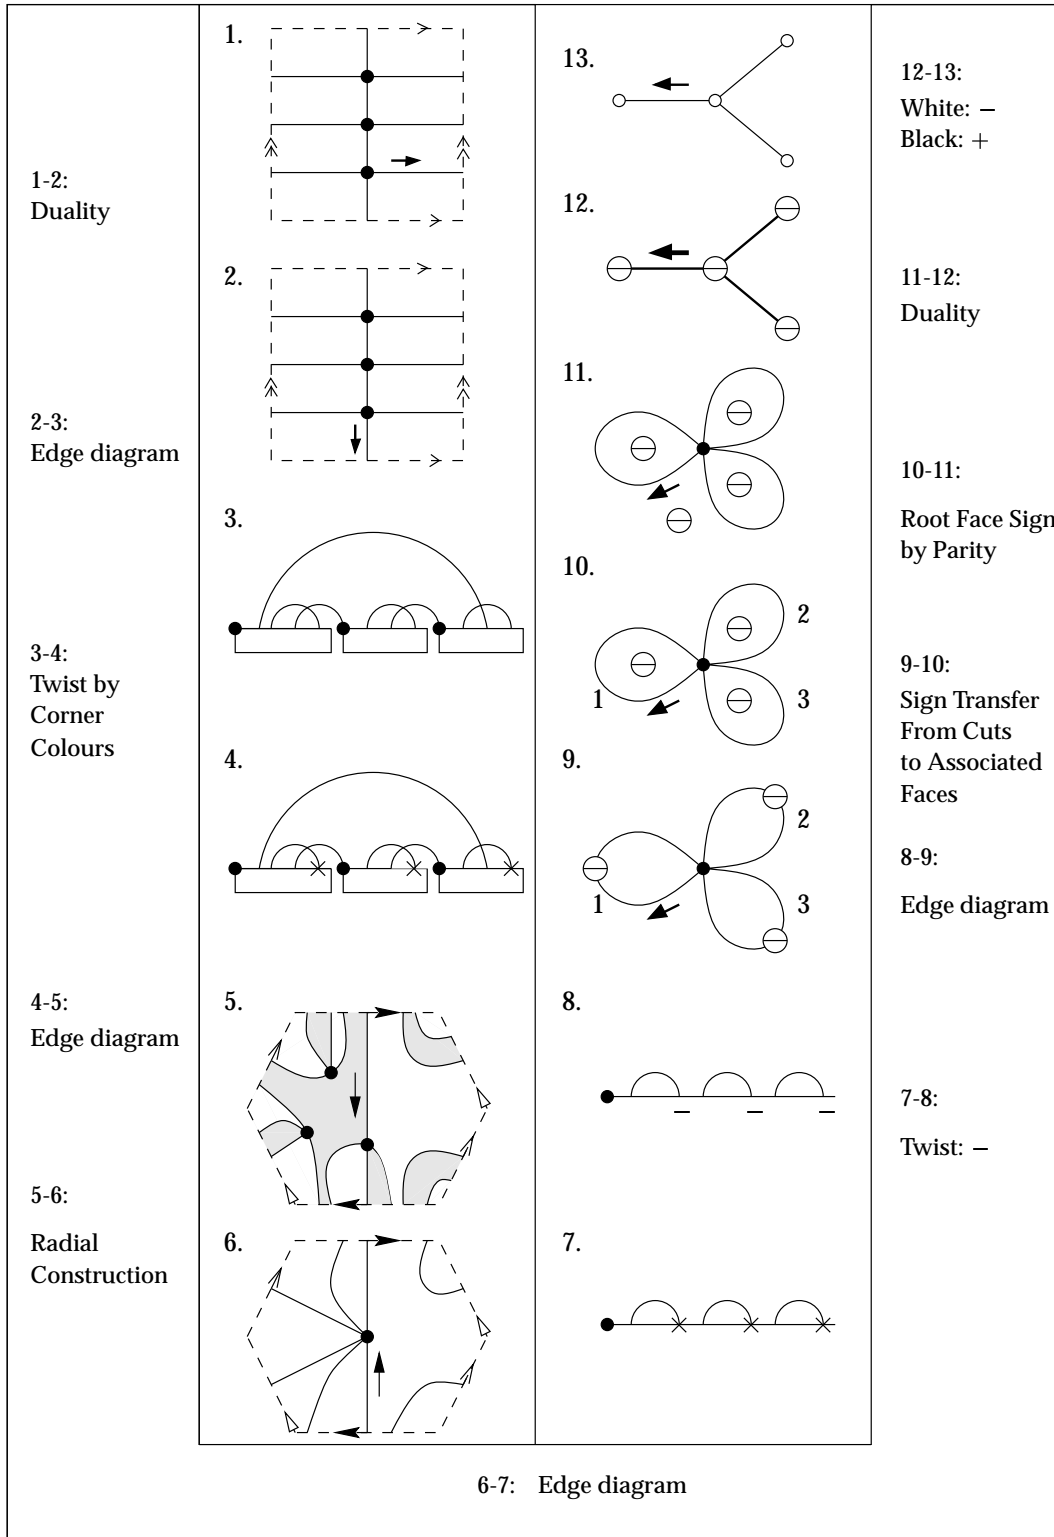 1-2:
Duality
2-3:
Edge diagram
3-4:
Twist by
Corner
Colours
4-5:
Edge diagram
5-6:
Radial
Construction
1.
2.
3.
4.
5.
6.
13.
12.
11.
10.
1
2
3
9.
1
2
3
8.
− − −
7.
12-13:
White: −
Black: +
11-12:
Duality
10-11:
Root Face Sign
by Parity
9-10:
Sign Transfer
From Cuts
to Associated
Faces
8-9:
Edge diagram
7-8:
Twist: −
6-7: Edge diagram